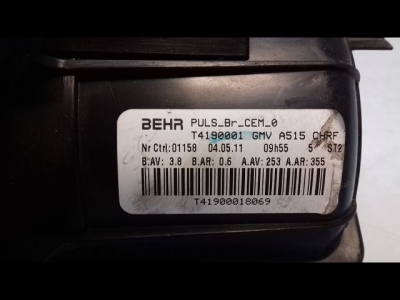 BEHR PULS_Br_CEM_0
T4190001 GMV A515 CHRF
Nr Ctrl:01158 04.05.11 09h55 5 ST2
B.AV: 3.8 B.AR: 0.6 A.AV: 253 A.AR: 355
T41900018069